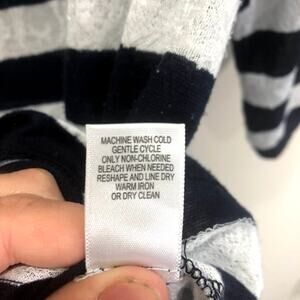 MACHINE WASH COLD
GENTLE CYCLE
ONLY NON-CHLORINE
BLEACH WHEN NEEDED
RESHAPE AND LINE DRY
WARM IRON
OR DRY CLEAN